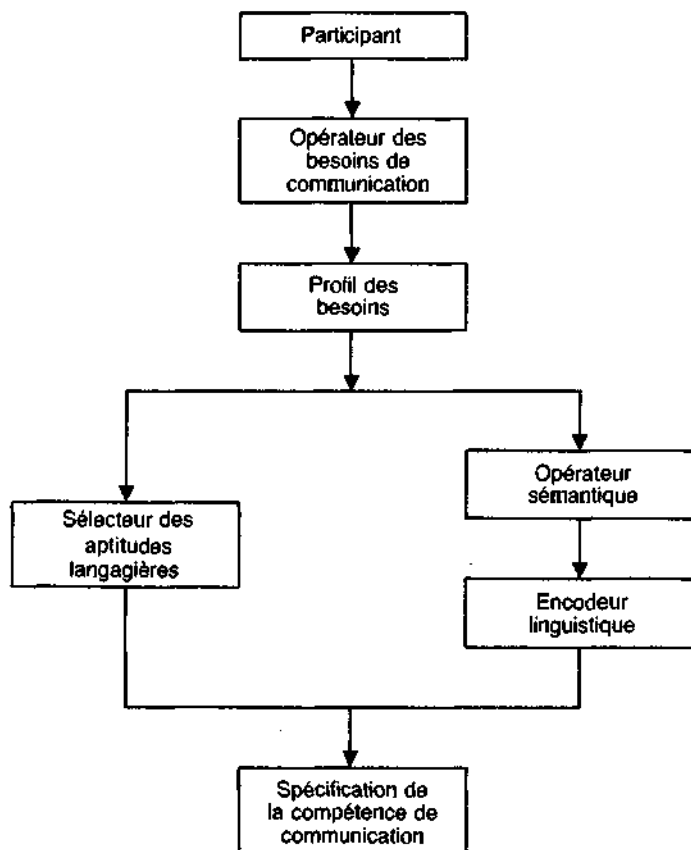 Participant
Opérateur des
besoins de
communication
Profil des
besoins
Sélecteur des
aptitudes
langagières
Opérateur
sémantique
Encodeur
linguistique
Spécification de
la compétence de
communication